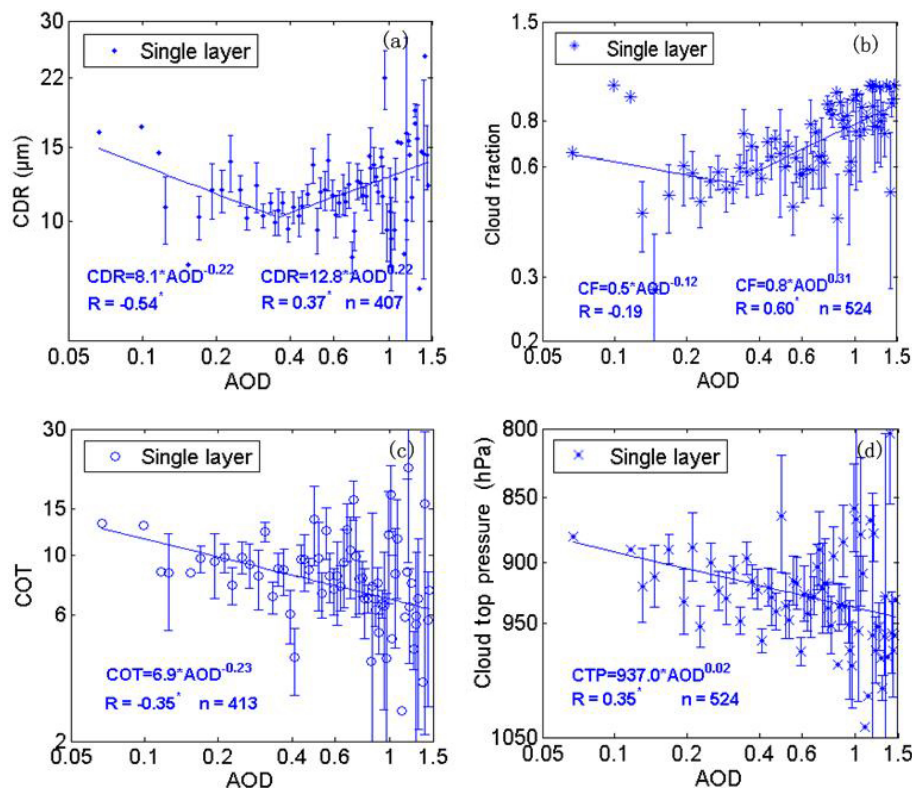 30
22
15
10
CDR (µm)
Single layer
(a)
CDR=8.1*AOD-0.22
R = -0.54*
CDR=12.8*AOD0.22
R = 0.37* n = 407
0.05 0.1 0.2 0.4 0.6 1 1.5
AOD
1.5
1
0.8
0.6
0.3
0.2
Cloud fraction
Single layer
(b)
CF=0.5*AOD-0.12
R = -0.19
CF=0.8*AOD0.31
R = 0.60* n = 524
0.05 0.1 0.2 0.4 0.6 1 1.5
AOD
30
15
10
6
2
COT
Single layer
(c)
COT=6.9*AOD-0.23
R = -0.35* n = 413
0.05 0.1 0.2 0.4 0.6 1 1.5
AOD
800
850
900
950
1050
Cloud top pressure (hPa)
Single layer
(d)
CTP=937.0*AOD0.02
R = 0.35* n = 524
0.05 0.1 0.2 0.4 0.6 1 1.5
AOD